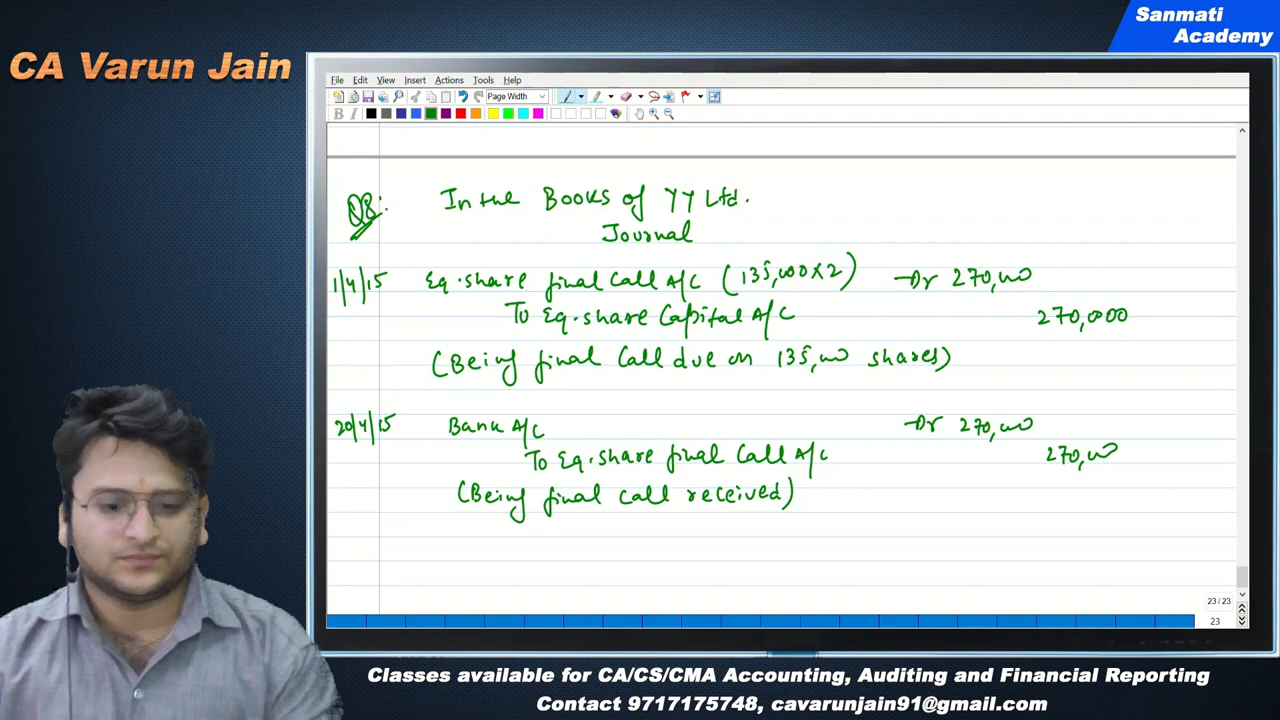 Sanmati
Academy
CA Varun Jain
File Edit View Insert Actions Tools Help
Page Width
B I
Q8: In the Books of YY Ltd.
Journal
1/4/15 Eq. share final Call A/C (135,000x2) Dr 270,000
To Eq. share Capital A/C 270,000
(Being final Call due on 135,000 shares)
20/4/15 Bank A/C Dr 270,000
To Eq. share final Call A/C 270,000
(Being final call received)
23 / 23
23
Classes available for CA/CS/CMA Accounting, Auditing and Financial Reporting
Contact 9717175748, cavarunjain91@gmail.com